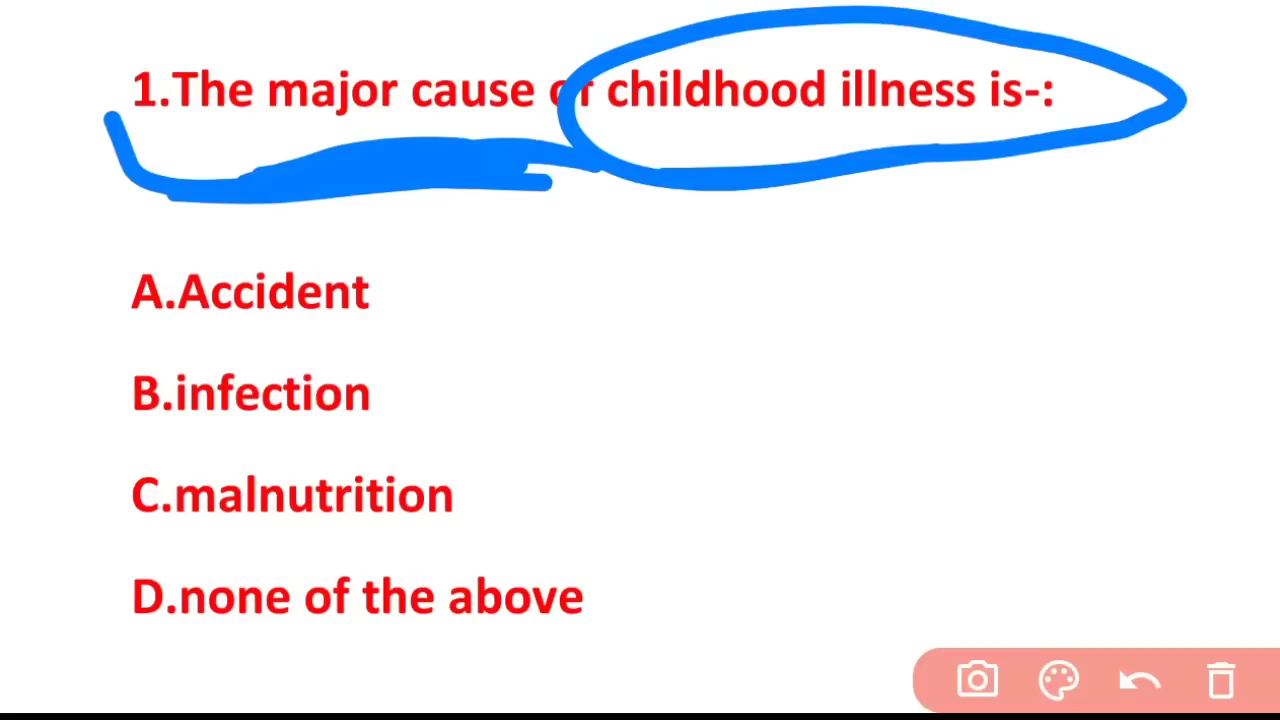 1.The major cause of childhood illness is-:
A.Accident
B.infection
C.malnutrition
D.none of the above